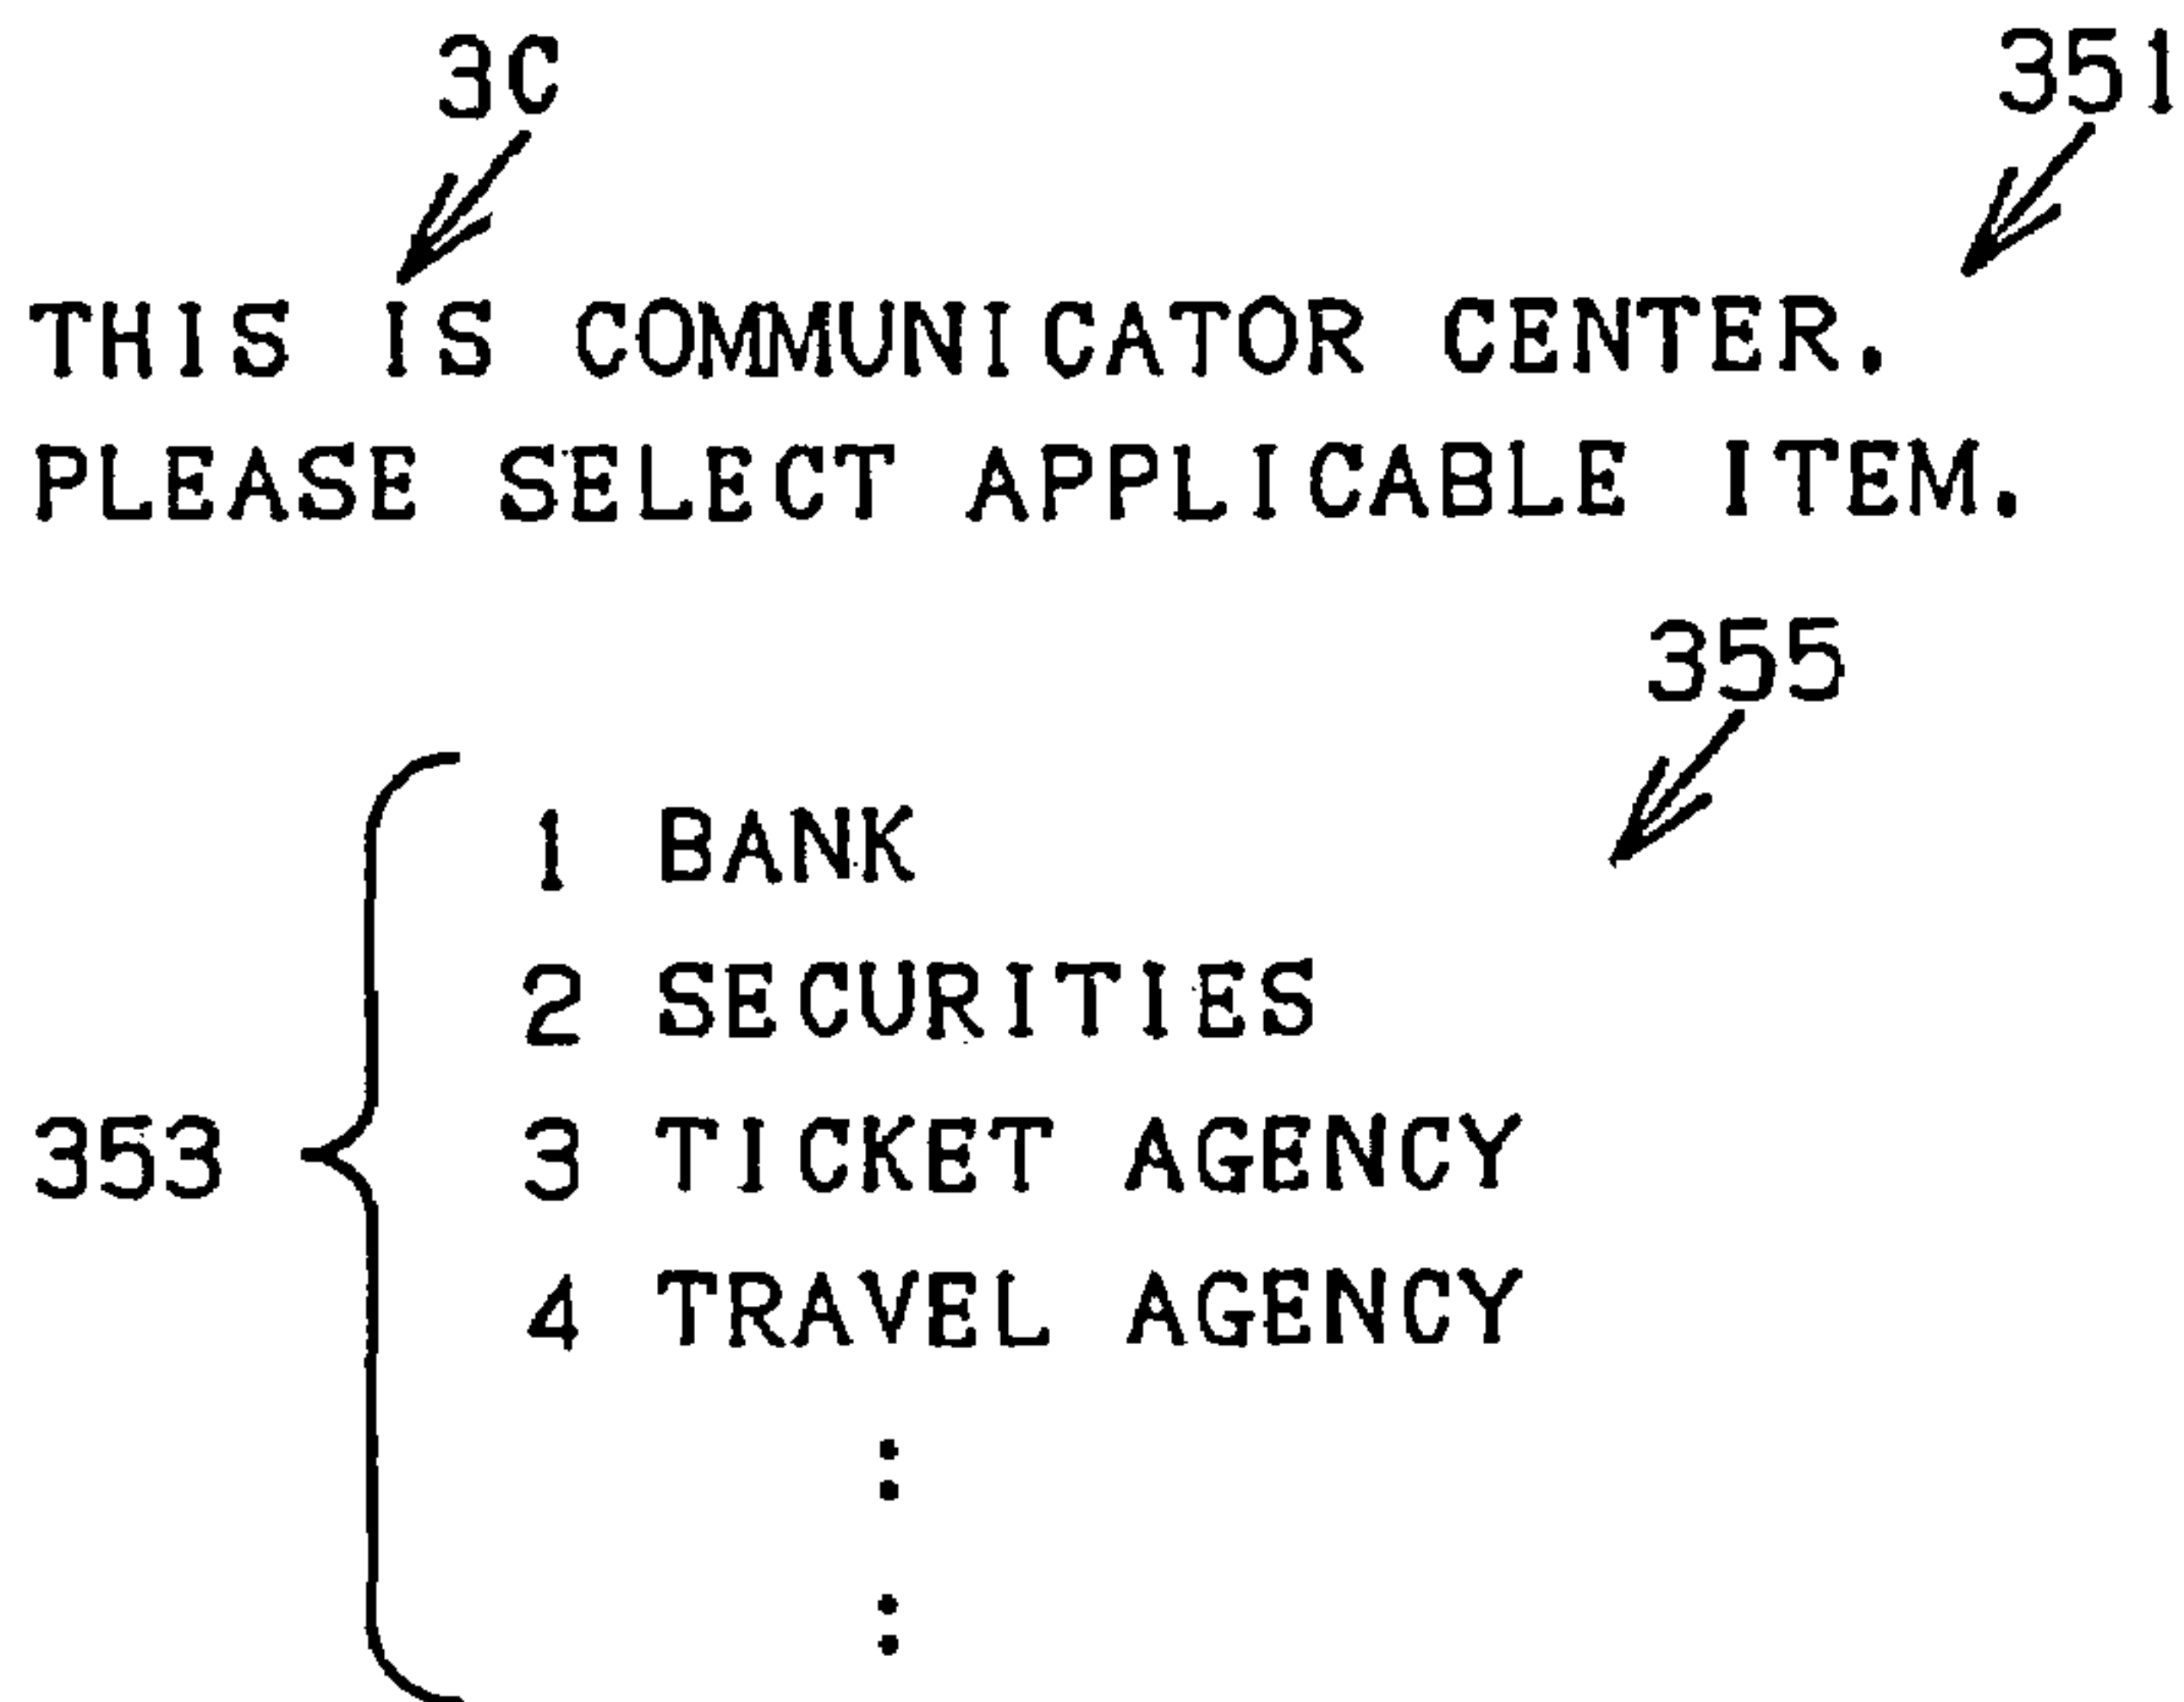 3C 351
THIS IS COMMUNICATOR CENTER.
PLEASE SELECT APPLICABLE ITEM.
355
1 BANK
2 SECURITIES
353 3 TICKET AGENCY
4 TRAVEL AGENCY
:
: